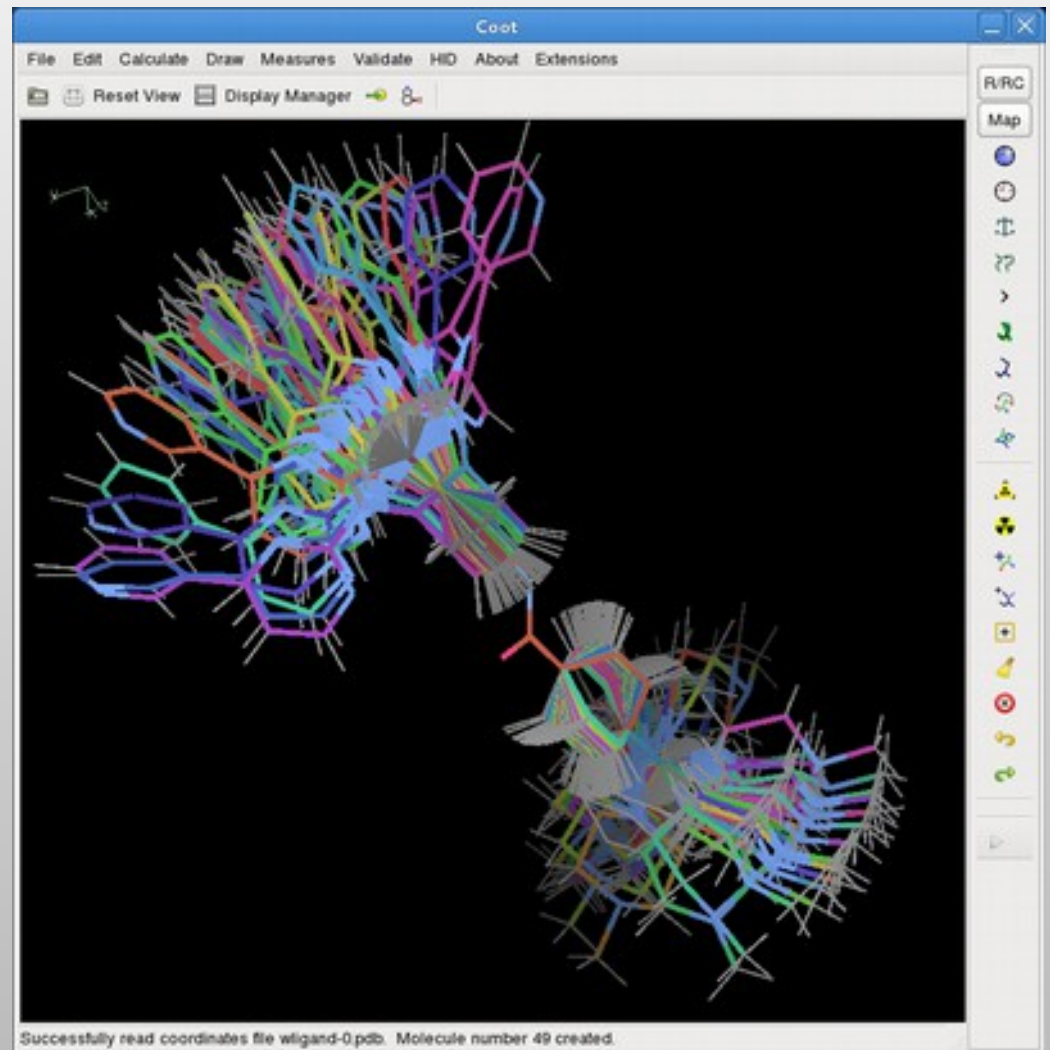 Coot
File Edit Calculate Draw Measures Validate HID About Extensions
Reset View Display Manager
R/RC
Map
Successfully read coordinates file wligand-0.pdb. Molecule number 49 created.